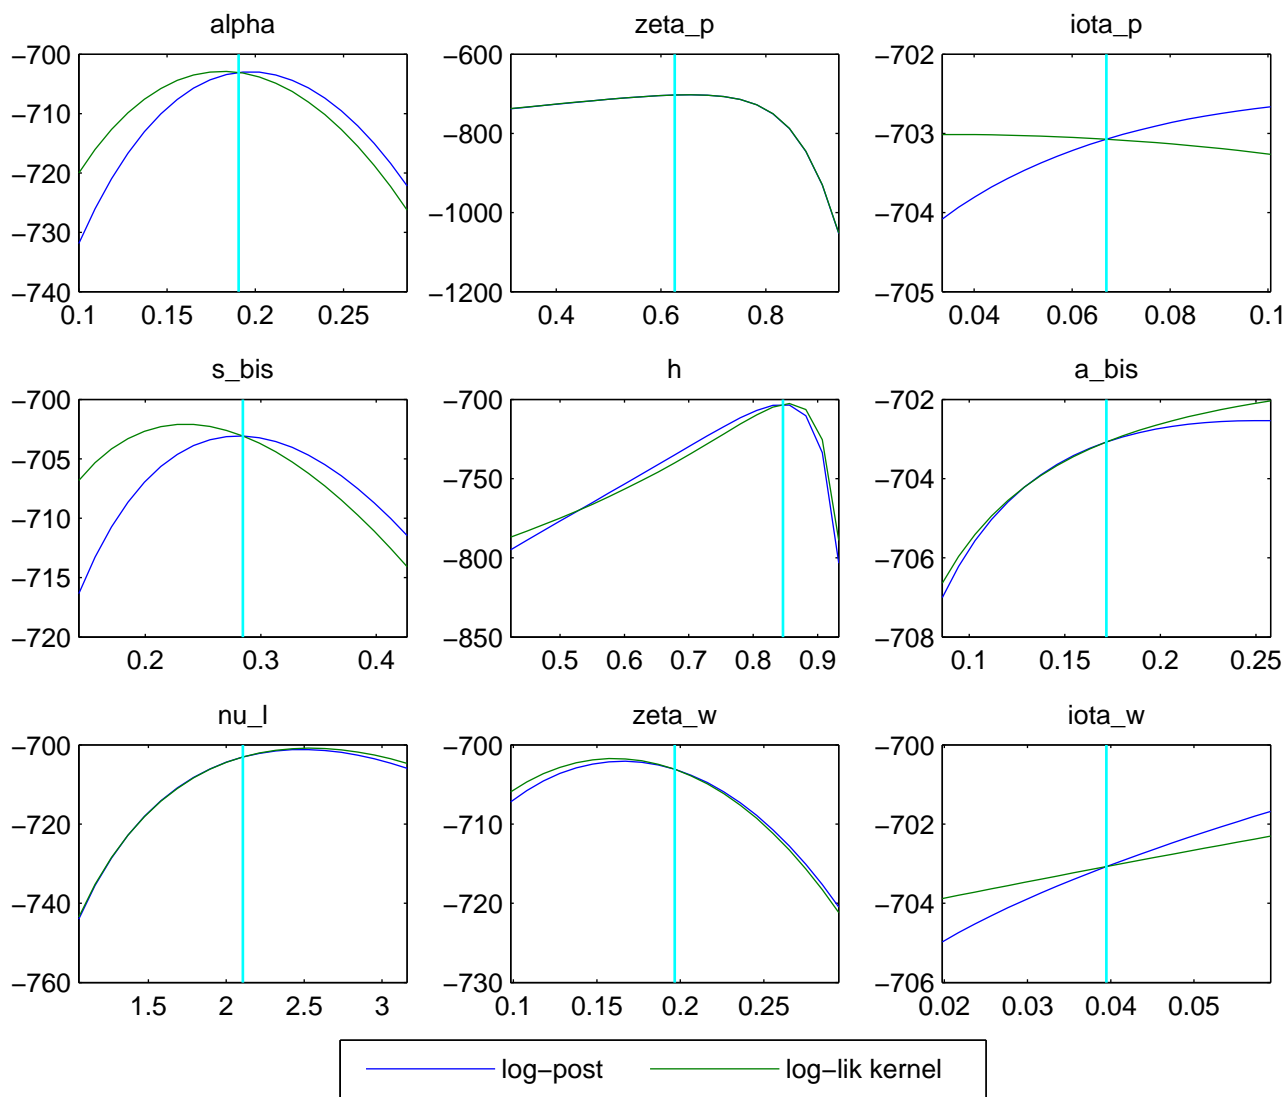 alpha
zeta_p
iota_p
−700
−710
−720
−730
−740
0.1 0.15 0.2 0.25
−600
−800
−1000
−1200
0.4 0.6 0.8
−702
−703
−704
−705
0.04 0.06 0.08 0.1
s_bis
h
a_bis
−700
−705
−710
−715
−720
0.2 0.3 0.4
−700
−750
−800
−850
0.5 0.6 0.7 0.8 0.9
−702
−704
−706
−708
0.1 0.15 0.2 0.25
nu_l
zeta_w
iota_w
−700
−720
−740
−760
1.5 2 2.5 3
−700
−710
−720
−730
0.1 0.15 0.2 0.25
−700
−702
−704
−706
0.02 0.03 0.04 0.05
log−post
log−lik kernel